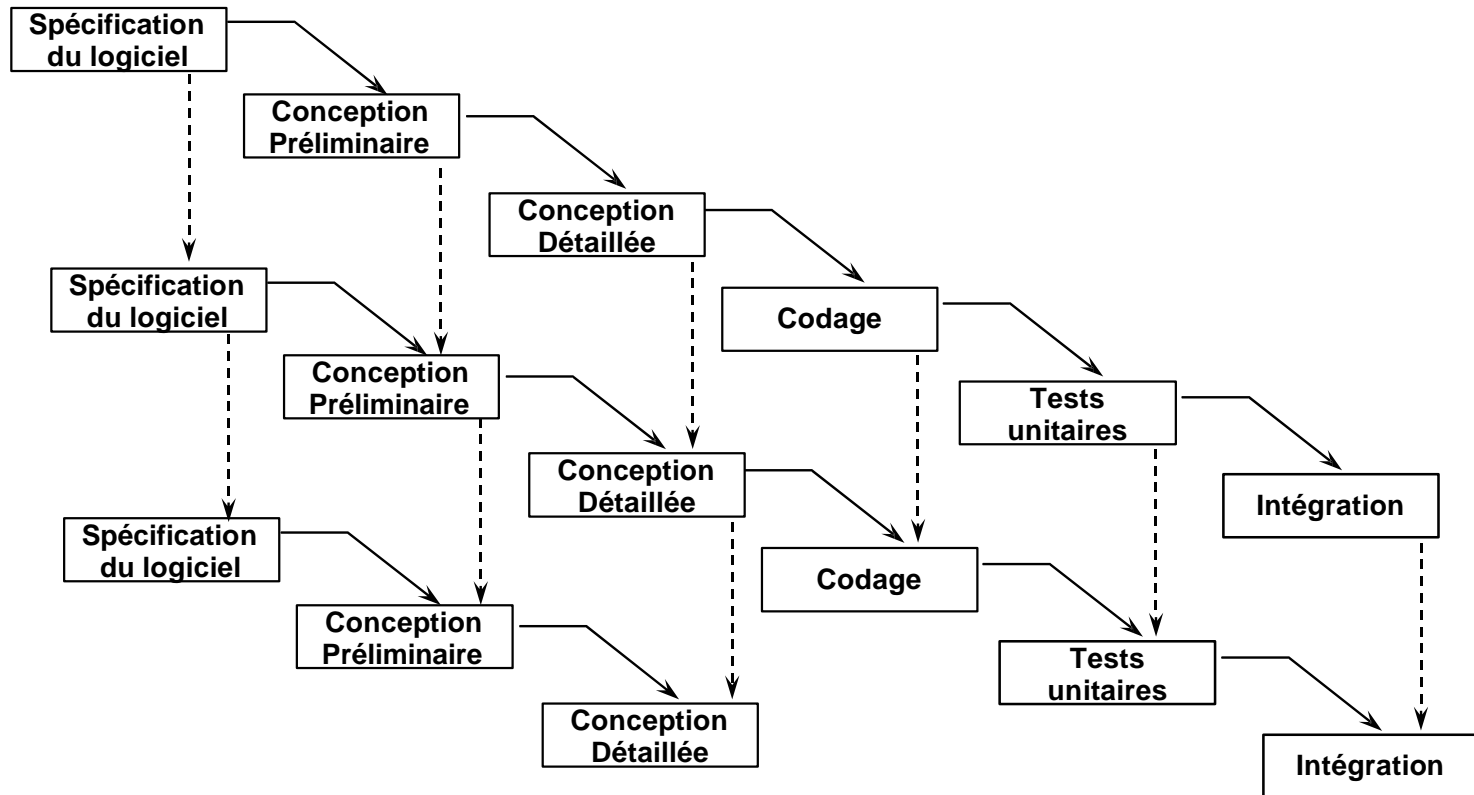 Spécification
du logiciel
Conception
Préliminaire
Conception
Détaillée
Codage
Tests
unitaires
Intégration
Spécification
du logiciel
Conception
Préliminaire
Conception
Détaillée
Codage
Tests
unitaires
Intégration
Spécification
du logiciel
Conception
Préliminaire
Conception
Détaillée